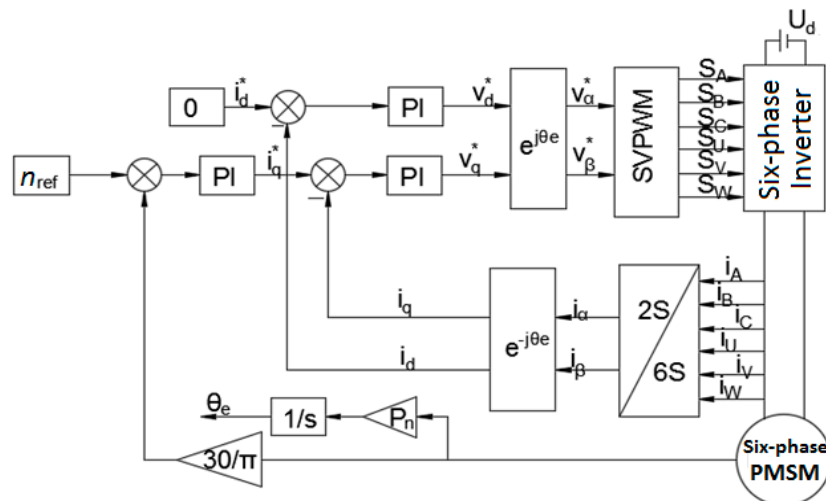 U_d
0
i_d^*
PI
v_d^*
e^{jθe}
v_α^*
SVPWM
S_A
S_B
S_C
S_U
S_V
S_W
Six-phase
Inverter
n_ref
PI
i_q^*
PI
v_q^*
v_β^*
i_q
i_d
e^{-jθe}
i_α
i_β
2S
6S
i_A
i_B
i_C
i_U
i_V
i_W
θ_e
1/s
P_n
30/π
Six-phase
PMSM